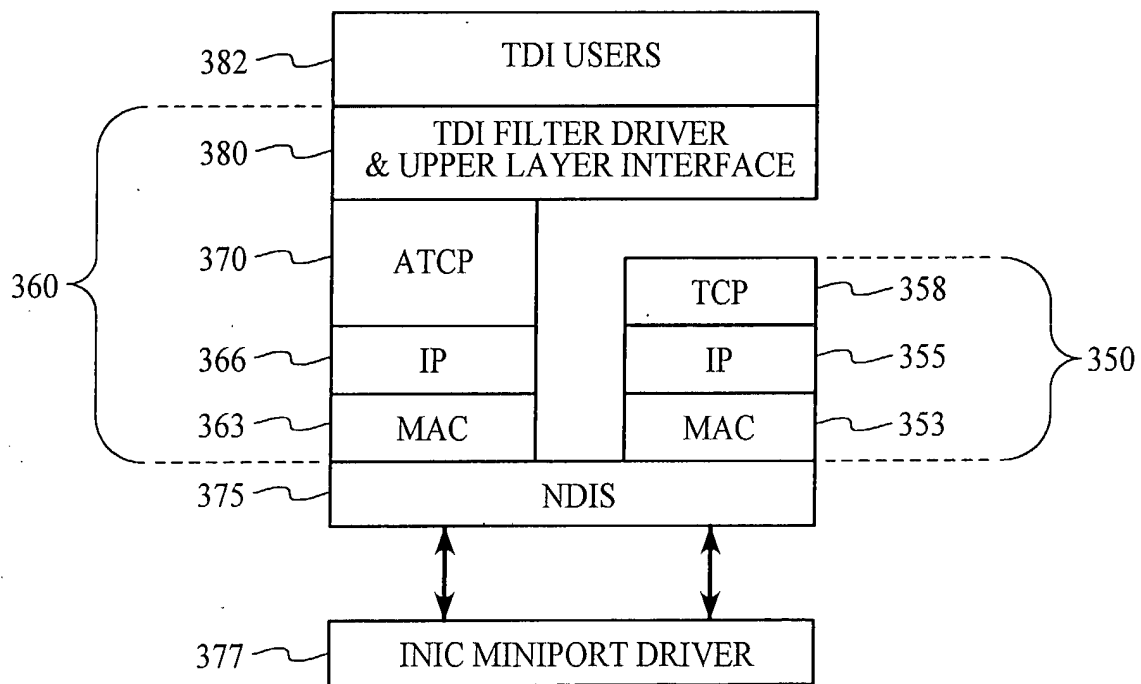 382 TDI USERS
TDI FILTER DRIVER
380 & UPPER LAYER INTERFACE
370 ATCP
360
TCP 358
366 IP IP 355
350
363 MAC MAC 353
375 NDIS
377 INIC MINIPORT DRIVER